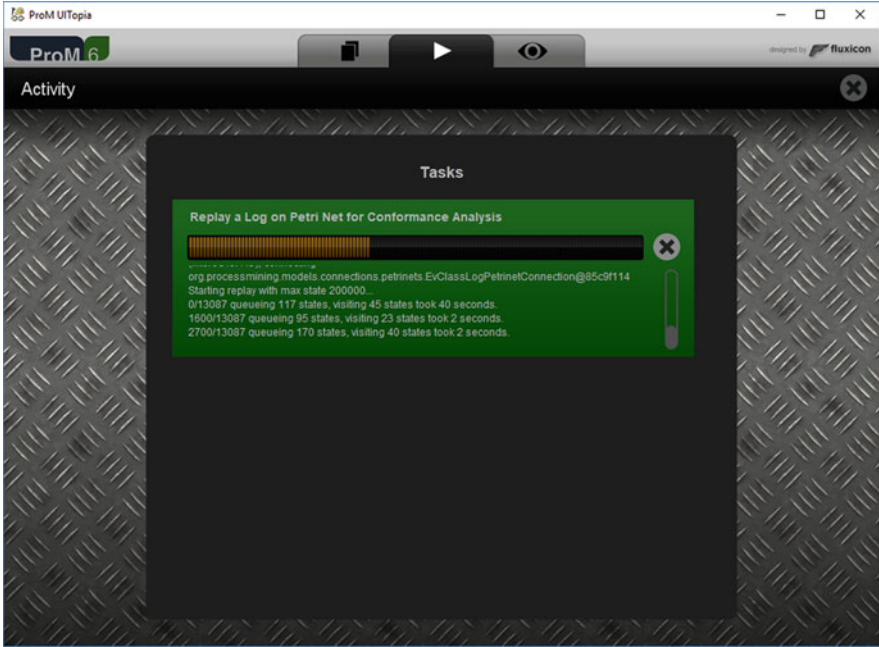 ProM UITopia
ProM 6
designed by fluxicon
Activity
Tasks
Replay a Log on Petri Net for Conformance Analysis
org.processmining.models.connections.petrinets.EvClassLogPetrinetConnection@85c9f114
Starting replay with max state 200000...
0/13087 queueing 117 states, visiting 45 states took 40 seconds.
1600/13087 queueing 95 states, visiting 23 states took 2 seconds.
2700/13087 queueing 170 states, visiting 40 states took 2 seconds.